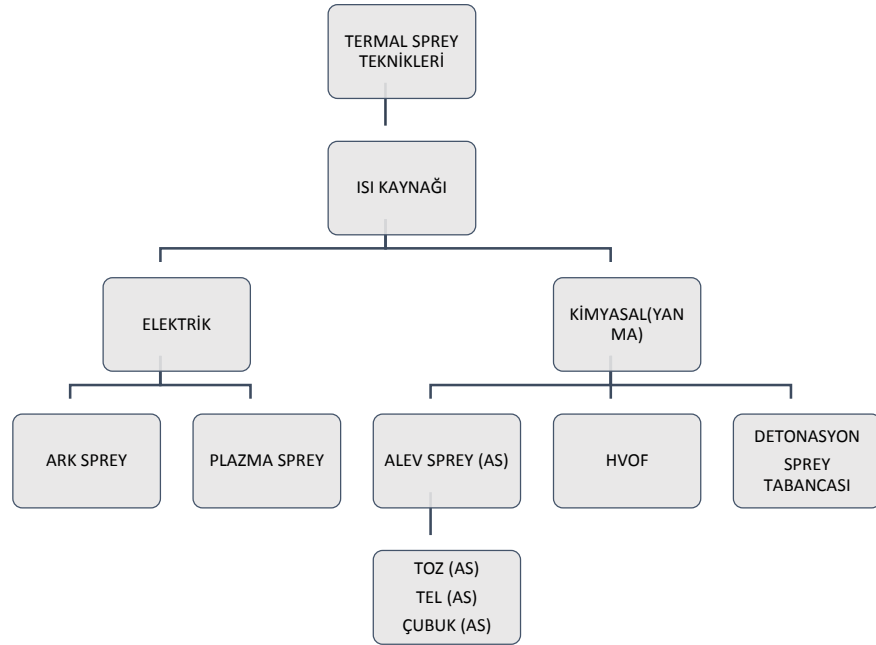 TERMAL SPREY
TEKNİKLERİ
ISI KAYNAĞI
ELEKTRİK
KİMYASAL(YAN
MA)
ARK SPREY
PLAZMA SPREY
ALEV SPREY (AS)
HVOF
DETONASYON
SPREY
TABANCASI
TOZ (AS)
TEL (AS)
ÇUBUK (AS)